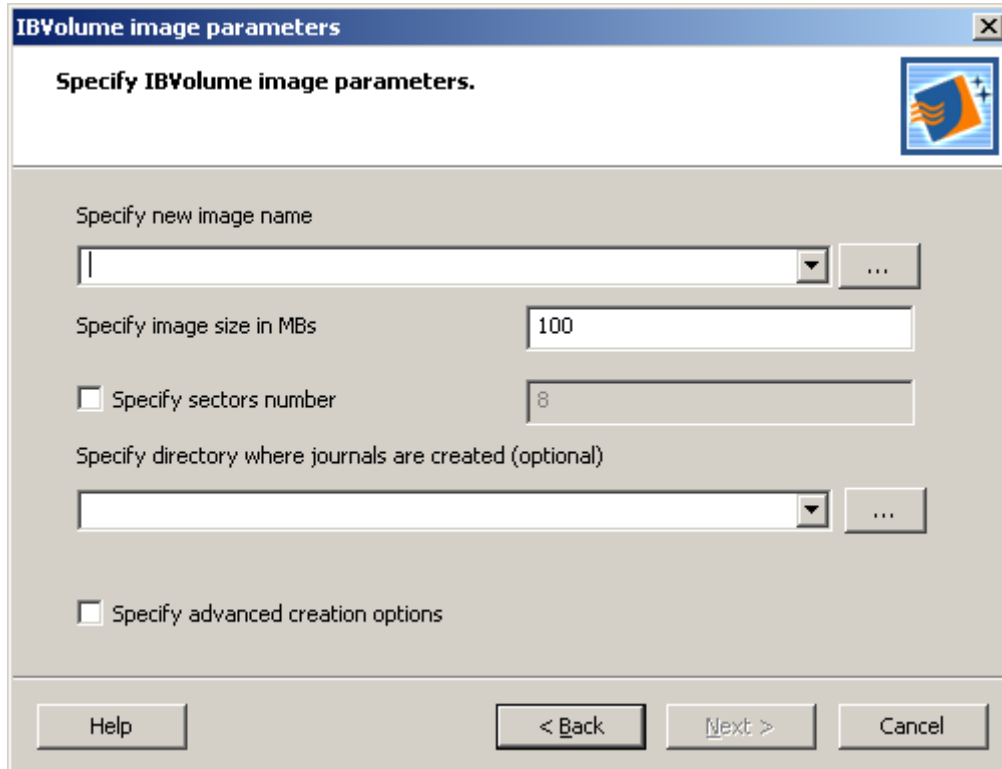 IBVolume image parameters
Specify IBVolume image parameters.
Specify new image name
...
Specify image size in MBs 100
Specify sectors number 8
Specify directory where journals are created (optional)
...
Specify advanced creation options
Help < Back Next > Cancel